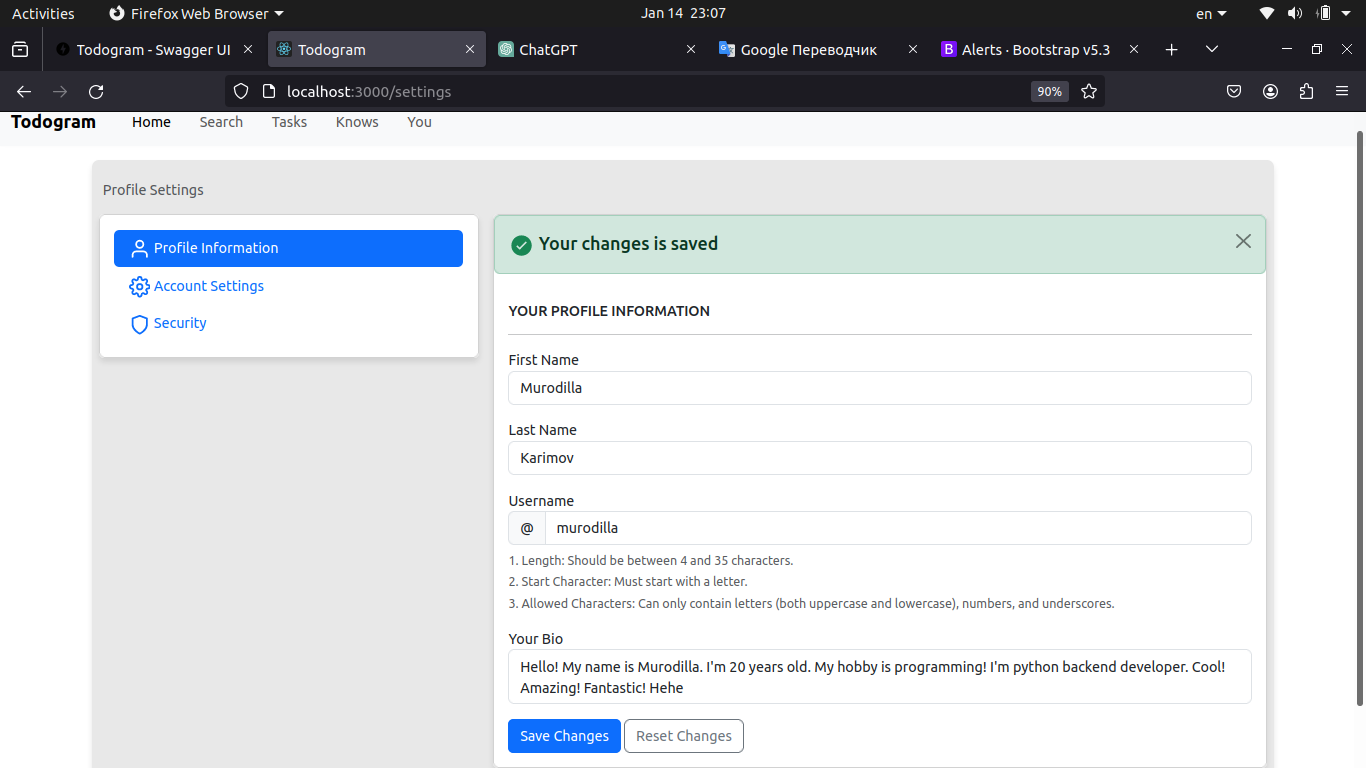 Activities Firefox Web Browser Jan 14 23:07 en
Todogram - Swagger UI Todogram ChatGPT Google Переводчик B Alerts · Bootstrap v5.3
localhost:3000/settings 90%
Todogram Home Search Tasks Knows You
Profile Settings
Profile Information
Account Settings
Security
Your changes is saved
YOUR PROFILE INFORMATION
First Name
Murodilla
Last Name
Karimov
Username
@ murodilla
1. Length: Should be between 4 and 35 characters.
2. Start Character: Must start with a letter.
3. Allowed Characters: Can only contain letters (both uppercase and lowercase), numbers, and underscores.
Your Bio
Hello! My name is Murodilla. I'm 20 years old. My hobby is programming! I'm python backend developer. Cool!
Amazing! Fantastic! Hehe
Save Changes Reset Changes